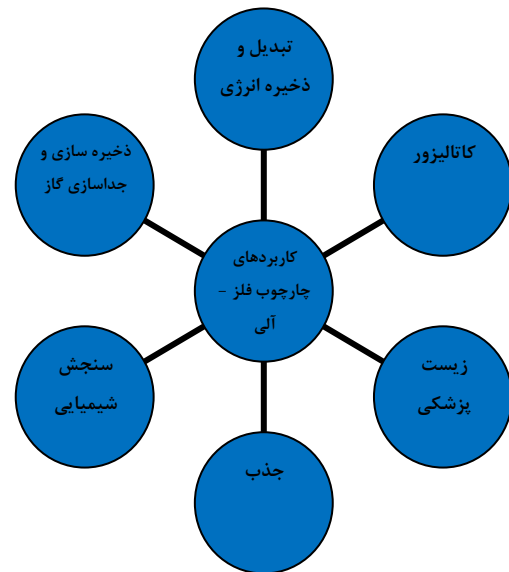 تبدیل و
ذخیره انرژی
کاتالیزور
ذخیره سازی و
جداسازی گاز
کاربردهای
چارچوب فلز –
آلی
زیست
پزشکی
سنجش
شیمیایی
جذب